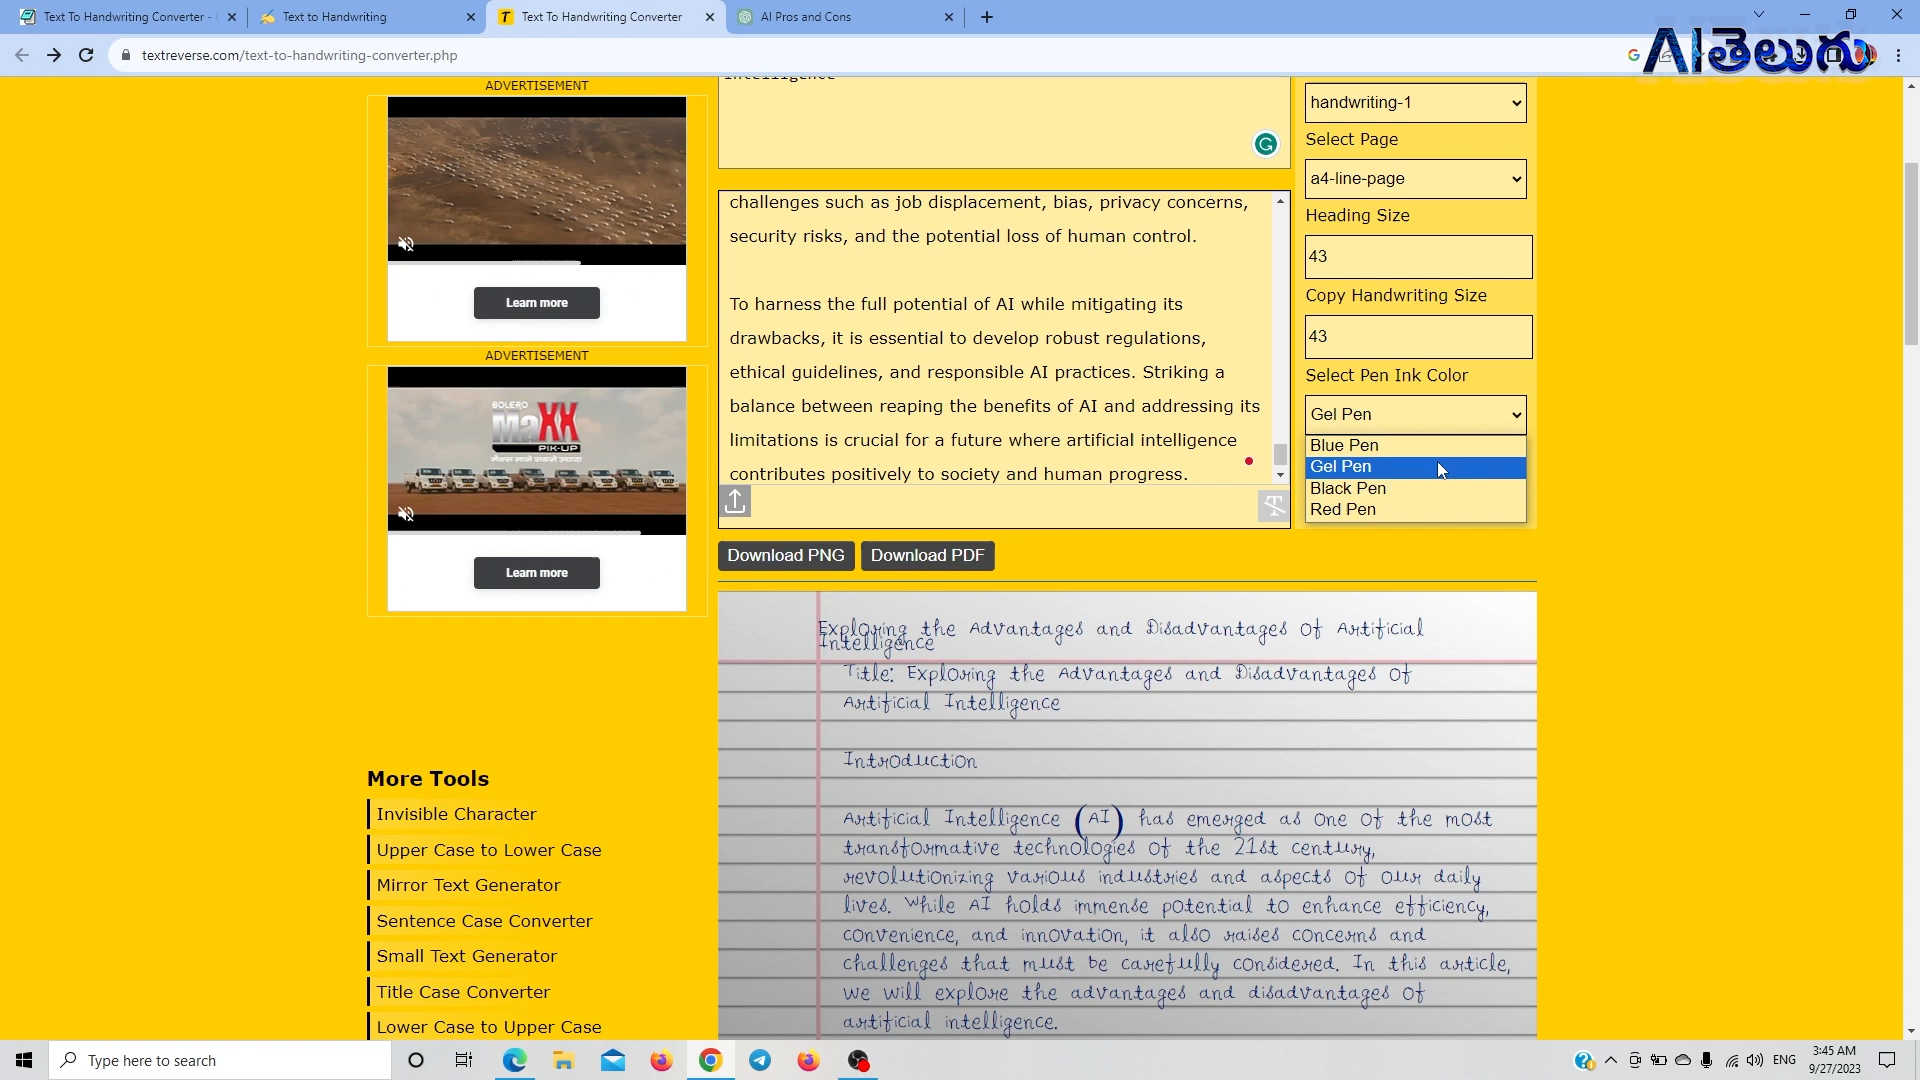 Text To Handwriting Converter -
Text to Handwriting
Text To Handwriting Converter
AI Pros and Cons
textreverse.com/text-to-handwriting-converter.php
AIతెలుగు
ADVERTISEMENT
Learn more
ADVERTISEMENT
BOLERO
MaXX
PIK-UP
Learn more
More Tools
Invisible Character
Upper Case to Lower Case
Mirror Text Generator
Sentence Case Converter
Small Text Generator
Title Case Converter
Lower Case to Upper Case
Intelligence
challenges such as job displacement, bias, privacy concerns,
security risks, and the potential loss of human control.
To harness the full potential of AI while mitigating its
drawbacks, it is essential to develop robust regulations,
ethical guidelines, and responsible AI practices. Striking a
balance between reaping the benefits of AI and addressing its
limitations is crucial for a future where artificial intelligence
contributes positively to society and human progress.
handwriting-1
Select Page
a4-line-page
Heading Size
43
Copy Handwriting Size
43
Select Pen Ink Color
Gel Pen
Blue Pen
Gel Pen
Black Pen
Red Pen
Download PNG
Download PDF
Exploring the Advantages and Disadvantages of Artificial
Intelligence
Title: Exploring the Advantages and Disadvantages of
Artificial Intelligence
Introduction
Artificial Intelligence (AI) has emerged as one of the most
transformative technologies of the 21st century,
revolutionizing various industries and aspects of our daily
lives. While AI holds immense potential to enhance efficiency,
convenience, and innovation, it also raises concerns and
challenges that must be carefully considered. In this article,
we will explore the advantages and disadvantages of
artificial intelligence.
Type here to search
ENG
3:45 AM
9/27/2023